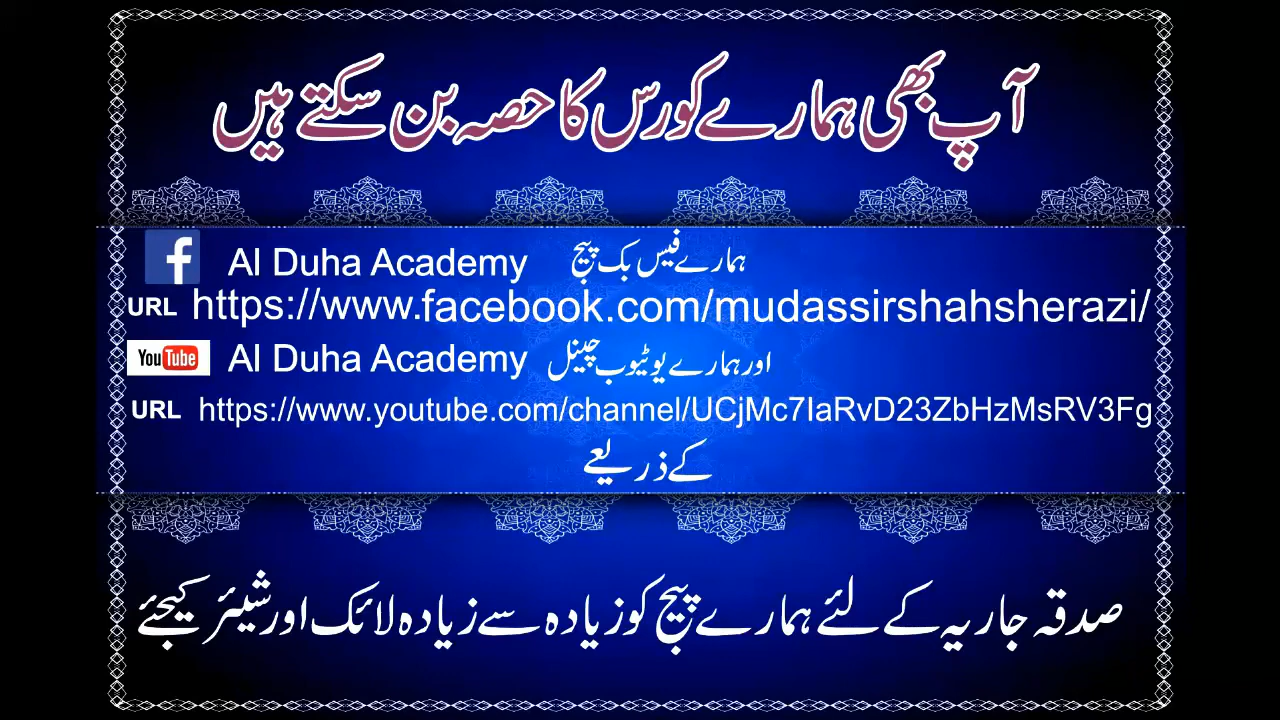 آپ بھی ہمارے کورس کا حصہ بن سکتے ہیں
f Al Duha Academy ہمارے فیس بک پیج
URL https://www.facebook.com/mudassirshahsherazi/
YouTube Al Duha Academy اور ہمارے یوٹیوب چینل
URL https://www.youtube.com/channel/UCjMc7IaRvD23ZbHzMsRV3Fg
کے ذریعے
صدقہ جاریہ کے لئے ہمارے پیج کو زیادہ سے زیادہ لائک اور شیئر کیجئے